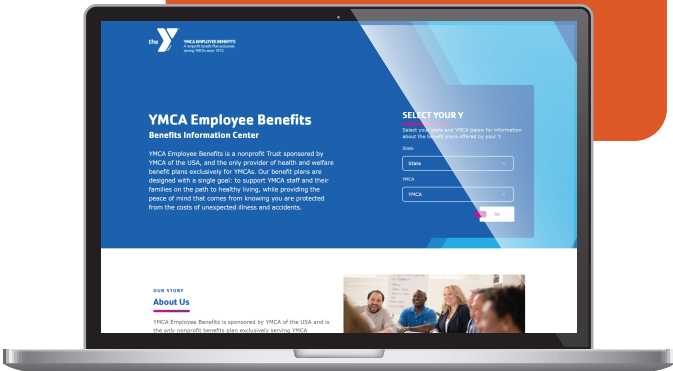 the
YMCA EMPLOYEE BENEFITS
A nonprofit Benefit Plan exclusively
serving YMCAs since 1970.
YMCA Employee Benefits
Benefits Information Center
YMCA Employee Benefits is a nonprofit Trust sponsored by
YMCA of the USA, and the only provider of health and welfare
benefit plans exclusively for YMCAs. Our benefit plans are
designed with a single goal: to support YMCA staff and their
families on the path to healthy living, while providing the
peace of mind that comes from knowing you are protected
from the costs of unexpected illness and accidents.
SELECT YOUR Y
Select your state and YMCA below for information
about the benefit plans offered by your Y.
State
State
YMCA
YMCA
Go
OUR STORY
About Us
YMCA Employee Benefits is sponsored by YMCA of the USA and is
the only nonprofit benefits plan exclusively serving YMCA